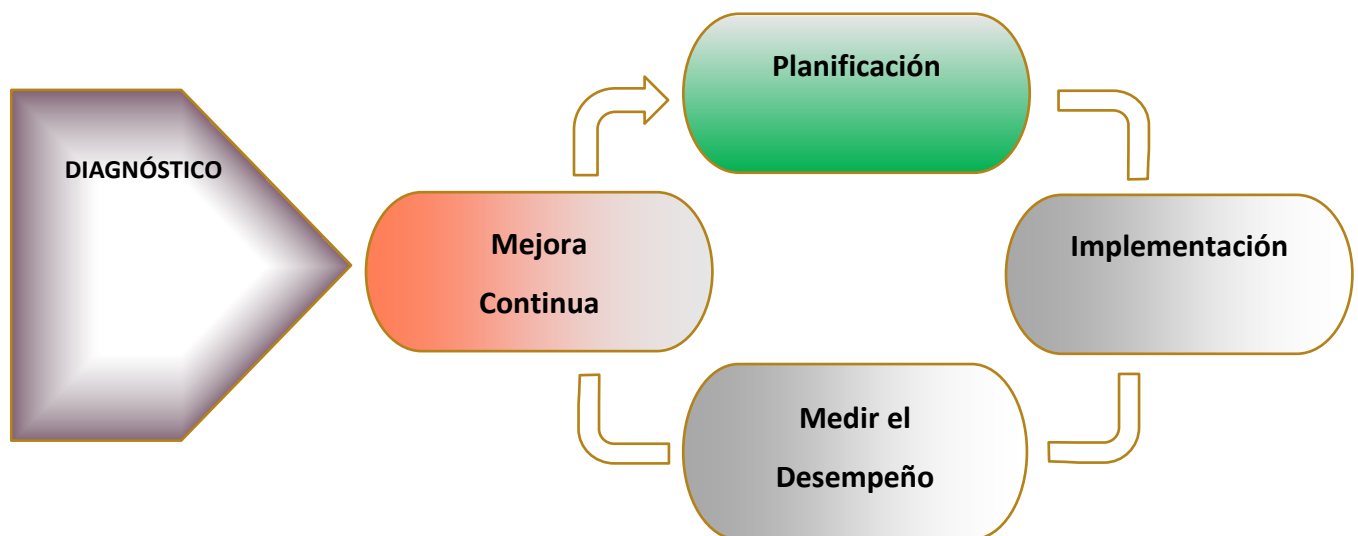 DIAGNÓSTICO
Planificación
Mejora
Continua
Implementación
Medir el
Desempeño